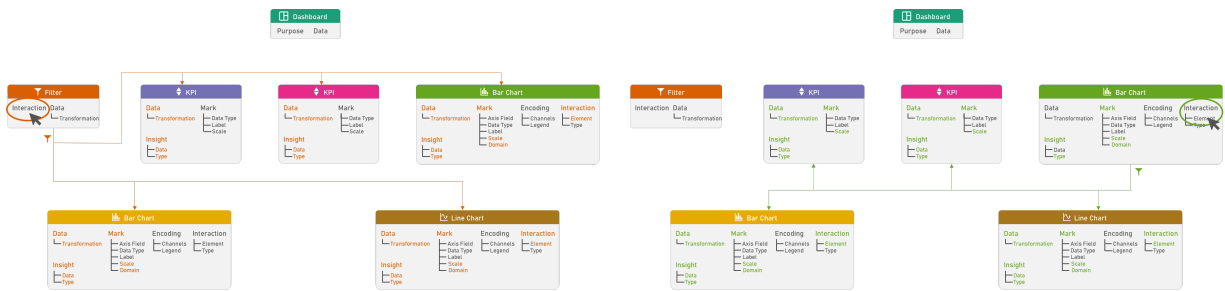 Dashboard
Purpose Data
Filter
Interaction Data
Transformation
KPI
Data Mark
Transformation Data Type
Label
Scale
Insight
Data
Type
KPI
Data Mark
Transformation Data Type
Label
Scale
Insight
Data
Type
Bar Chart
Data Mark Encoding Interaction
Transformation Axis Field Channels Element
Data Type Legend Type
Label
Insight Scale
Data Domain
Type
Bar Chart
Data Mark Encoding Interaction
Transformation Axis Field Channels Element
Data Type Legend Type
Label
Insight Scale
Data Domain
Type
Line Chart
Data Mark Encoding Interaction
Transformation Axis Field Channels Element
Data Type Legend Type
Label
Insight Scale
Data Domain
Type
Dashboard
Purpose Data
Filter
Interaction Data
Transformation
KPI
Data Mark
Transformation Data Type
Label
Scale
Insight
Data
Type
KPI
Data Mark
Transformation Data Type
Label
Scale
Insight
Data
Type
Bar Chart
Data Mark Encoding Interaction
Transformation Axis Field Channels Element
Data Type Legend Type
Label
Insight Scale
Data Domain
Type
Bar Chart
Data Mark Encoding Interaction
Transformation Axis Field Channels Element
Data Type Legend Type
Label
Insight Scale
Data Domain
Type
Line Chart
Data Mark Encoding Interaction
Transformation Axis Field Channels Element
Data Type Legend Type
Label
Insight Scale
Data Domain
Type